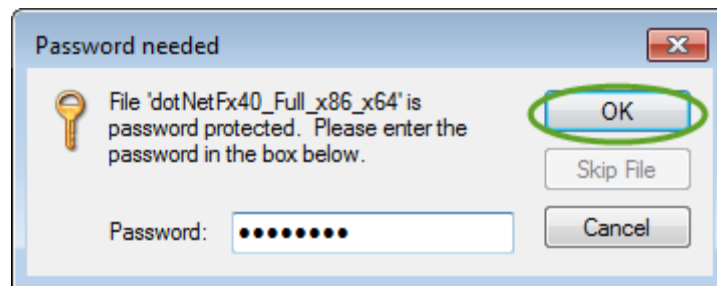 Password needed
File 'dotNetFx40_Full_x86_x64' is
password protected.  Please enter the
password in the box below.
OK
Skip File
Password: ●●●●●●●●
Cancel